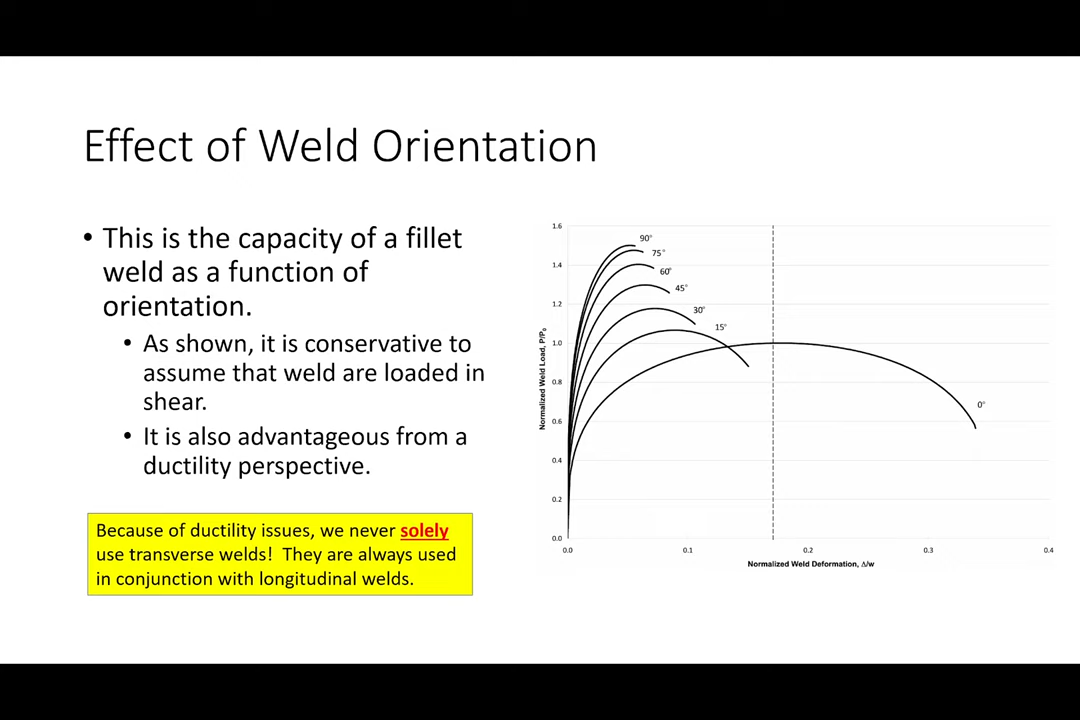 Effect of Weld Orientation
• This is the capacity of a fillet
weld as a function of
orientation.
• As shown, it is conservative to
assume that weld are loaded in
shear.
• It is also advantageous from a
ductility perspective.
Because of ductility issues, we never solely
use transverse welds! They are always used
in conjunction with longitudinal welds.
Normalized Weld Load, P/P₀
1.6
1.4
1.2
1.0
0.8
0.6
0.4
0.2
0.0
90°
75°
60°
45°
30°
15°
0°
0.0 0.1 0.2 0.3 0.4
Normalized Weld Deformation, Δ/w